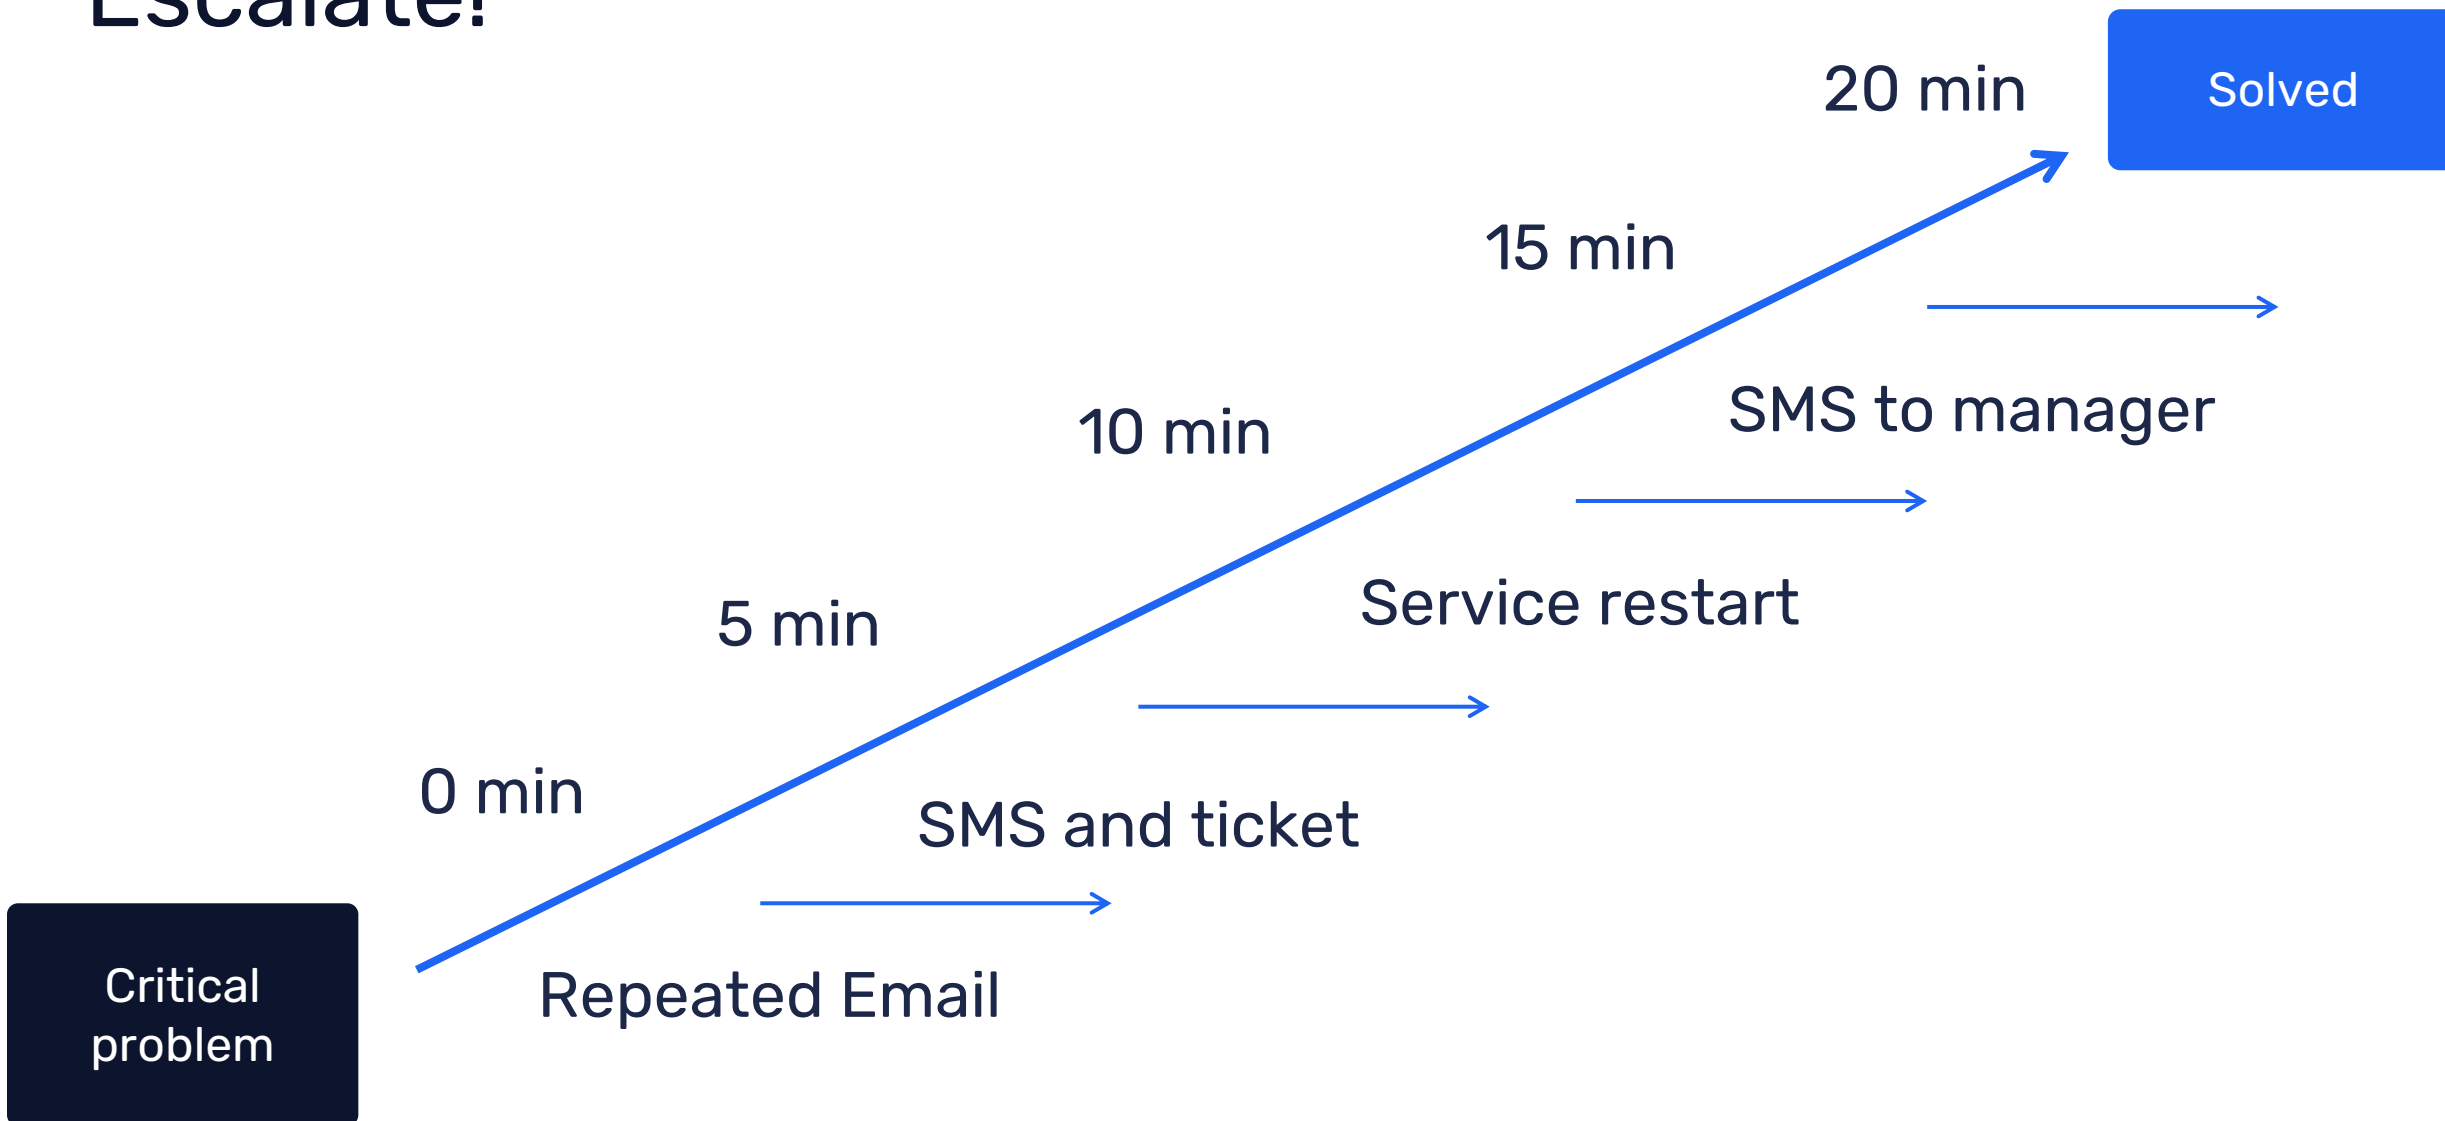 Escalate!
20 min
Solved
15 min
SMS to manager
10 min
Service restart
5 min
SMS and ticket
0 min
Repeated Email
Critical
problem